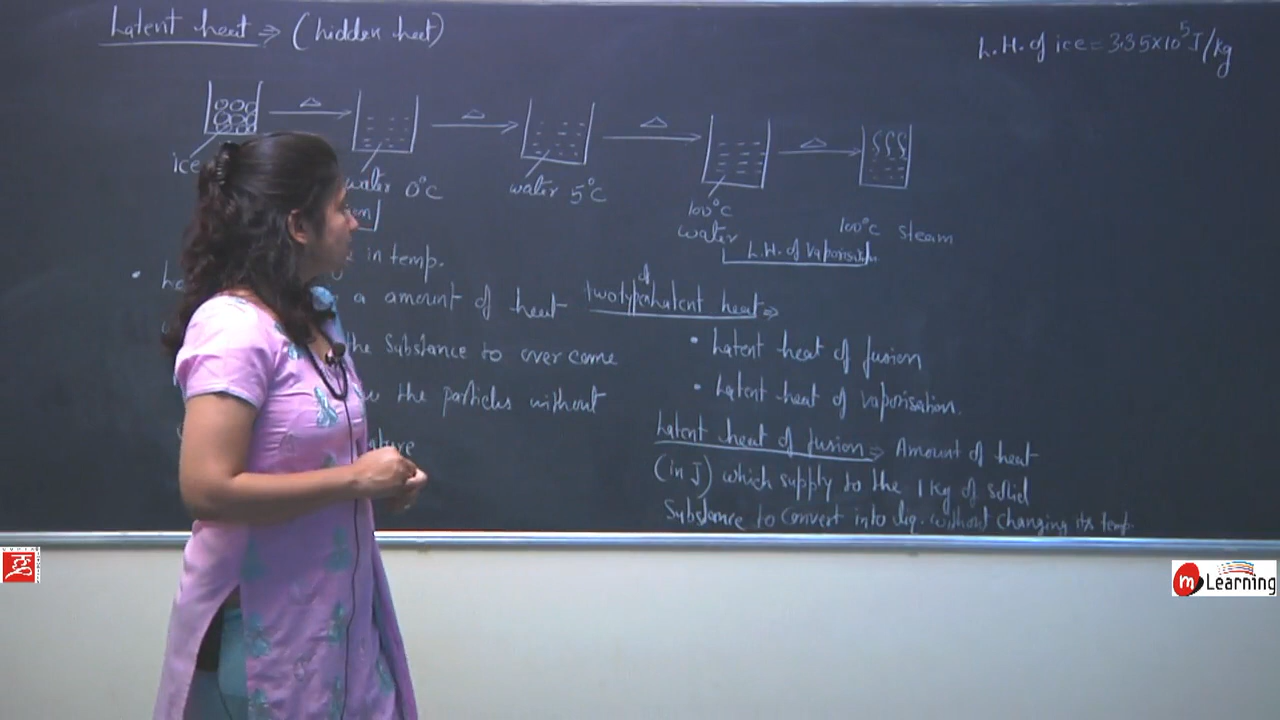 Latent heat ⇒ (hidden heat)
L.H. of ice = 3.35×10⁵ J/kg
△ △ △ △
ice
water 0°C
water 5°C
100°C
water
100°C steam
L.H. of vaporisation
in temp.
a amount of heat
the substance to over come
the particles without
two types of Latent heat ⇒
• Latent heat of fusion
• Latent heat of vaporisation.
Latent heat of fusion ⇒ Amount of heat
(in J) which supply to the 1 kg of solid
Substance to convert into liq. without changing its temp
m Learning